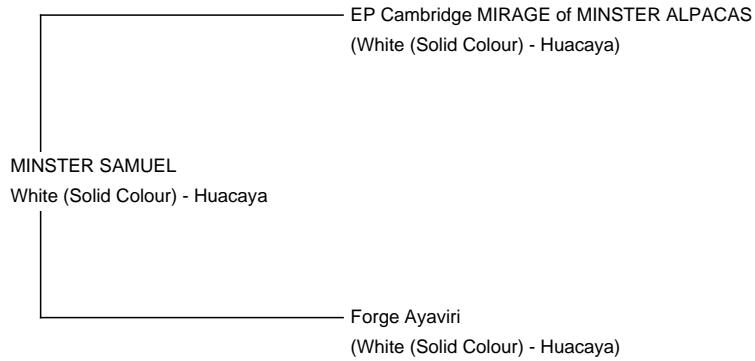 EP Cambridge MIRAGE of MINSTER ALPACAS
(White (Solid Colour) - Huacaya)
MINSTER SAMUEL
White (Solid Colour) - Huacaya
Forge Ayaviri
(White (Solid Colour) - Huacaya)